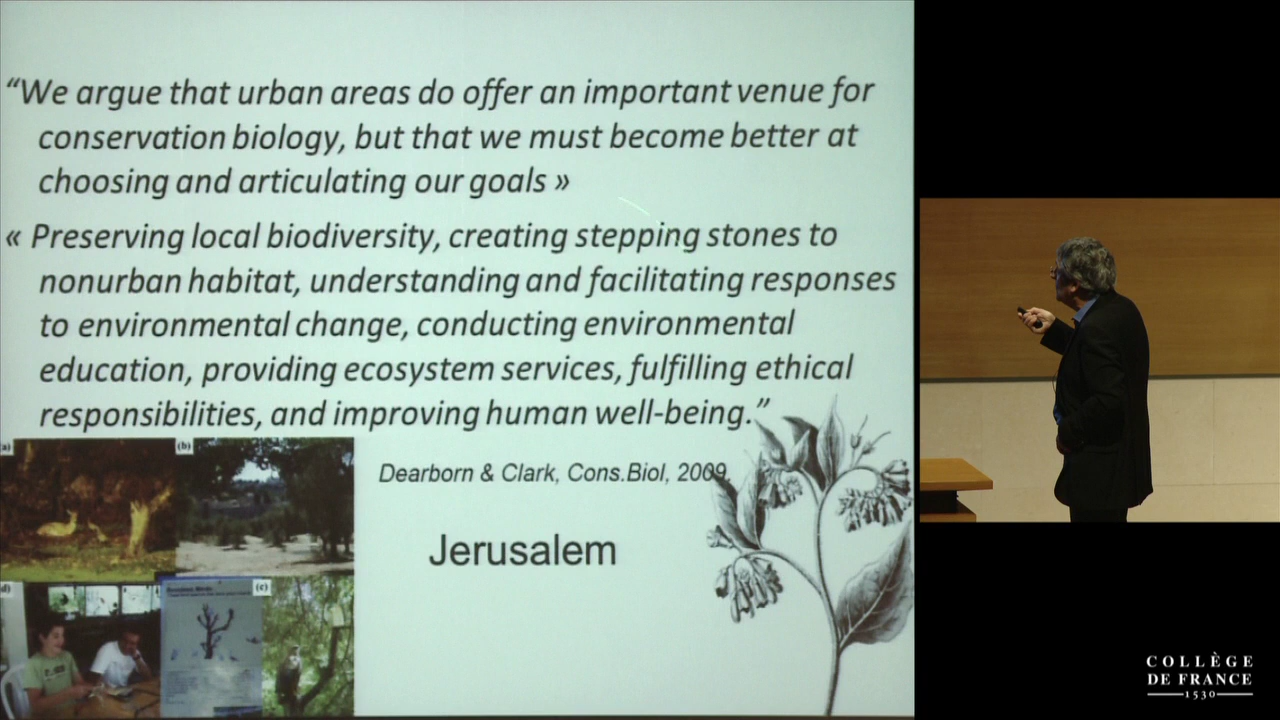 “We argue that urban areas do offer an important venue for
conservation biology, but that we must become better at
choosing and articulating our goals »
« Preserving local biodiversity, creating stepping stones to
nonurban habitat, understanding and facilitating responses
to environmental change, conducting environmental
education, providing ecosystem services, fulfilling ethical
responsibilities, and improving human well-being.”
Dearborn & Clark, Cons.Biol, 2009,
Jerusalem
(b)
(c)
COLLÈGE
DE FRANCE
1530